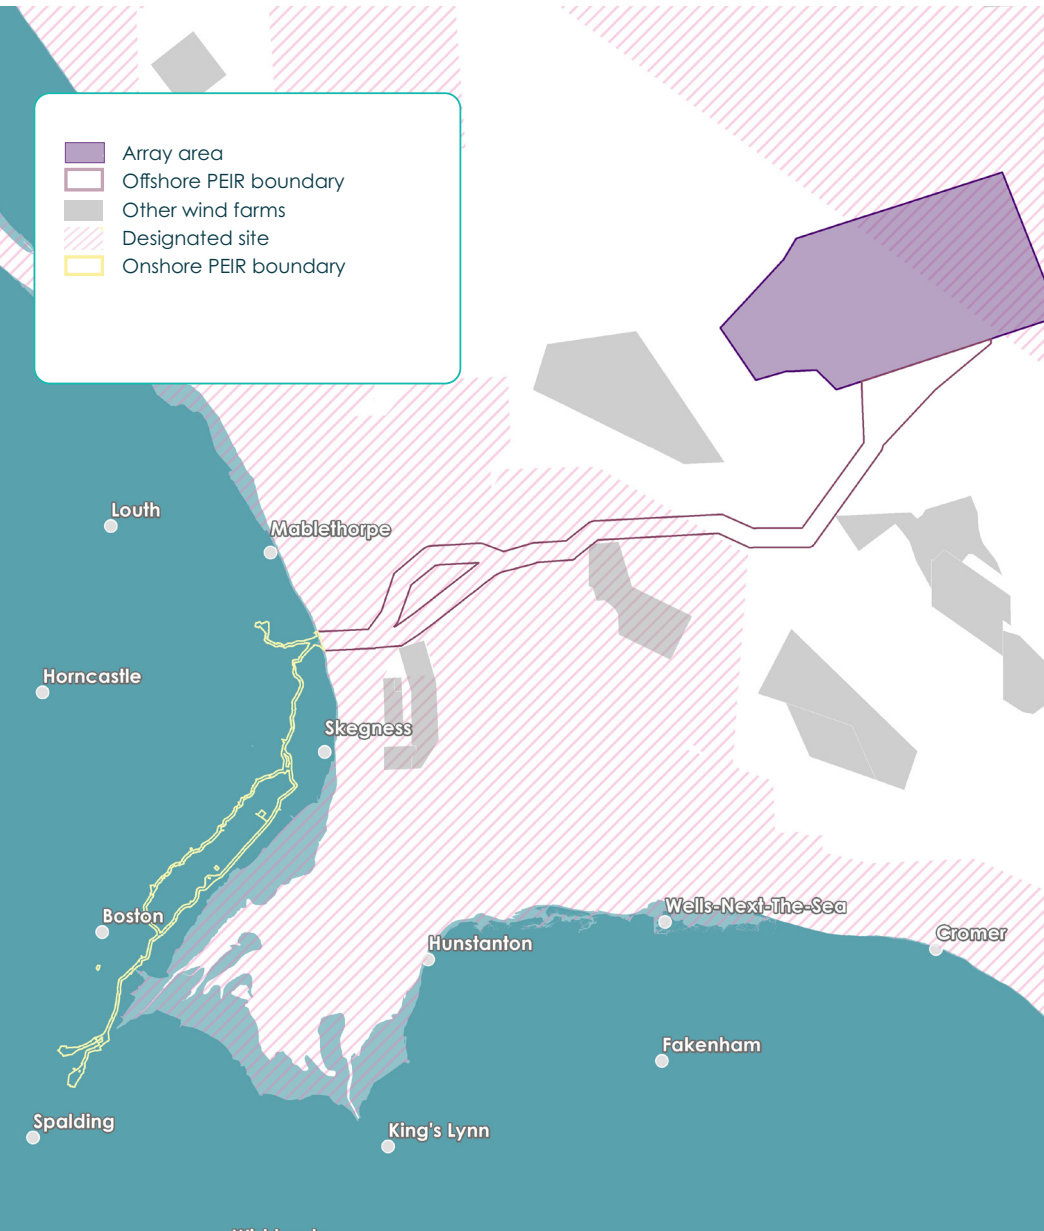 Array area
Offshore PEIR boundary
Other wind farms
Designated site
Onshore PEIR boundary
Louth
Mablethorpe
Horncastle
Skegness
Boston
Wells-Next-The-Sea
Hunstanton
Cromer
Fakenham
Spalding
King's Lynn